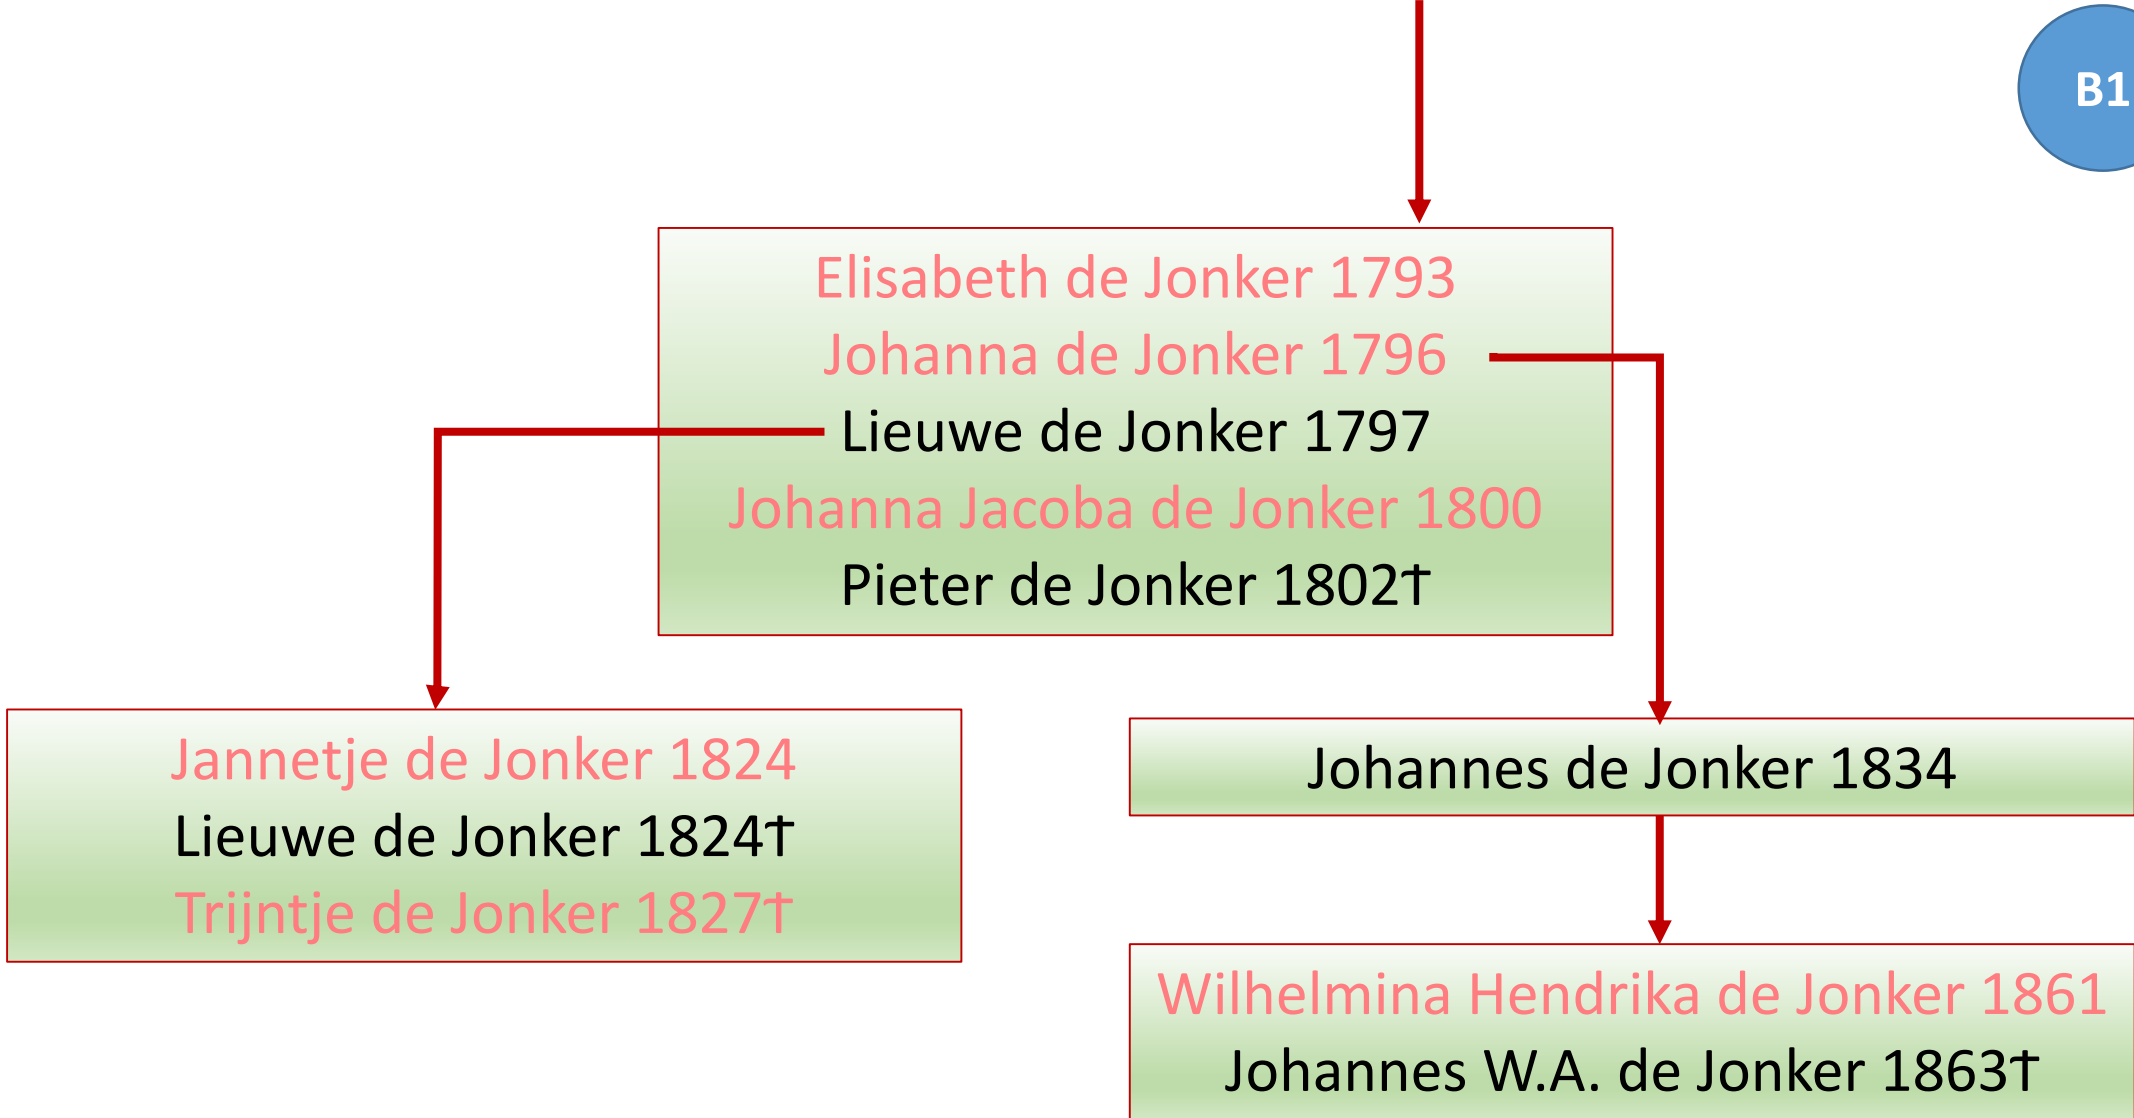 B1
Elisabeth de Jonker 1793
Johanna de Jonker 1796
Lieuwe de Jonker 1797
Johanna Jacoba de Jonker 1800
Pieter de Jonker 1802†
Jannetje de Jonker 1824
Lieuwe de Jonker 1824†
Trijntje de Jonker 1827†
Johannes de Jonker 1834
Wilhelmina Hendrika de Jonker 1861
Johannes W.A. de Jonker 1863†